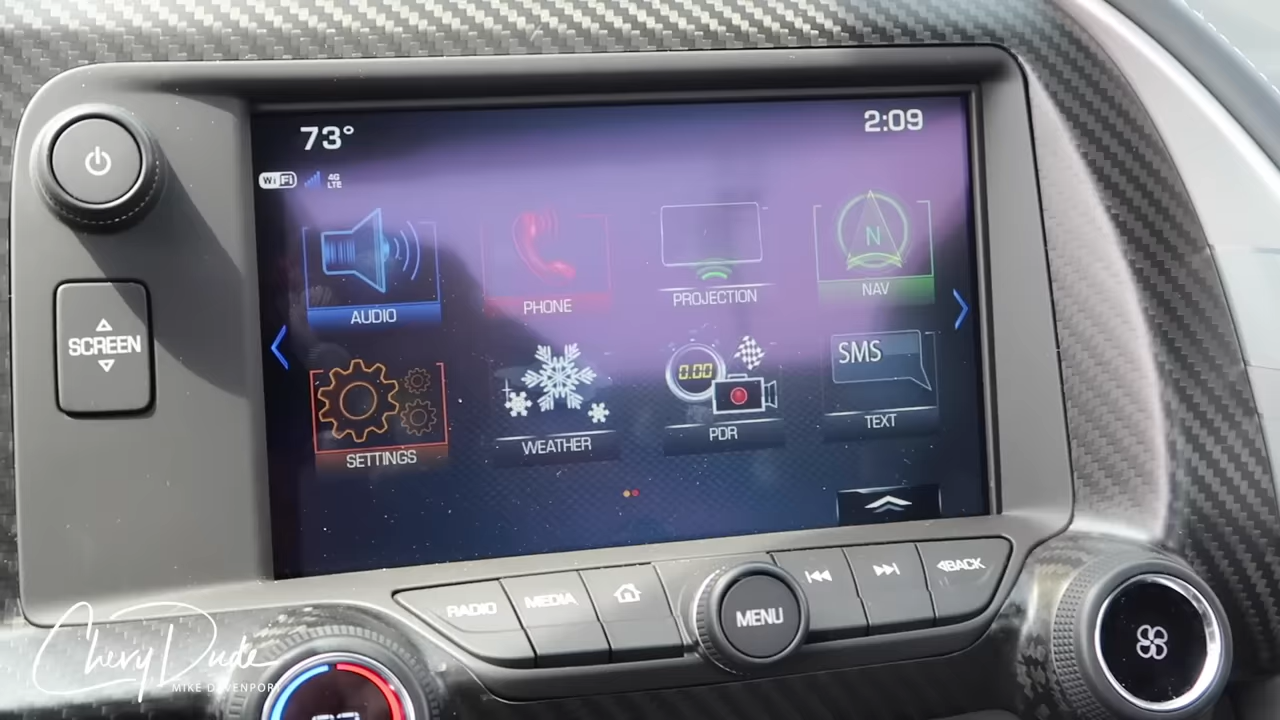 73°
2:09
WiFi
4G
LTE
AUDIO
PHONE
PROJECTION
NAV
N
SCREEN
SETTINGS
WEATHER
0.00
PDR
SMS
TEXT
RADIO
MEDIA
MENU
BACK
Chevy Dude
MIKE DAVENPORT